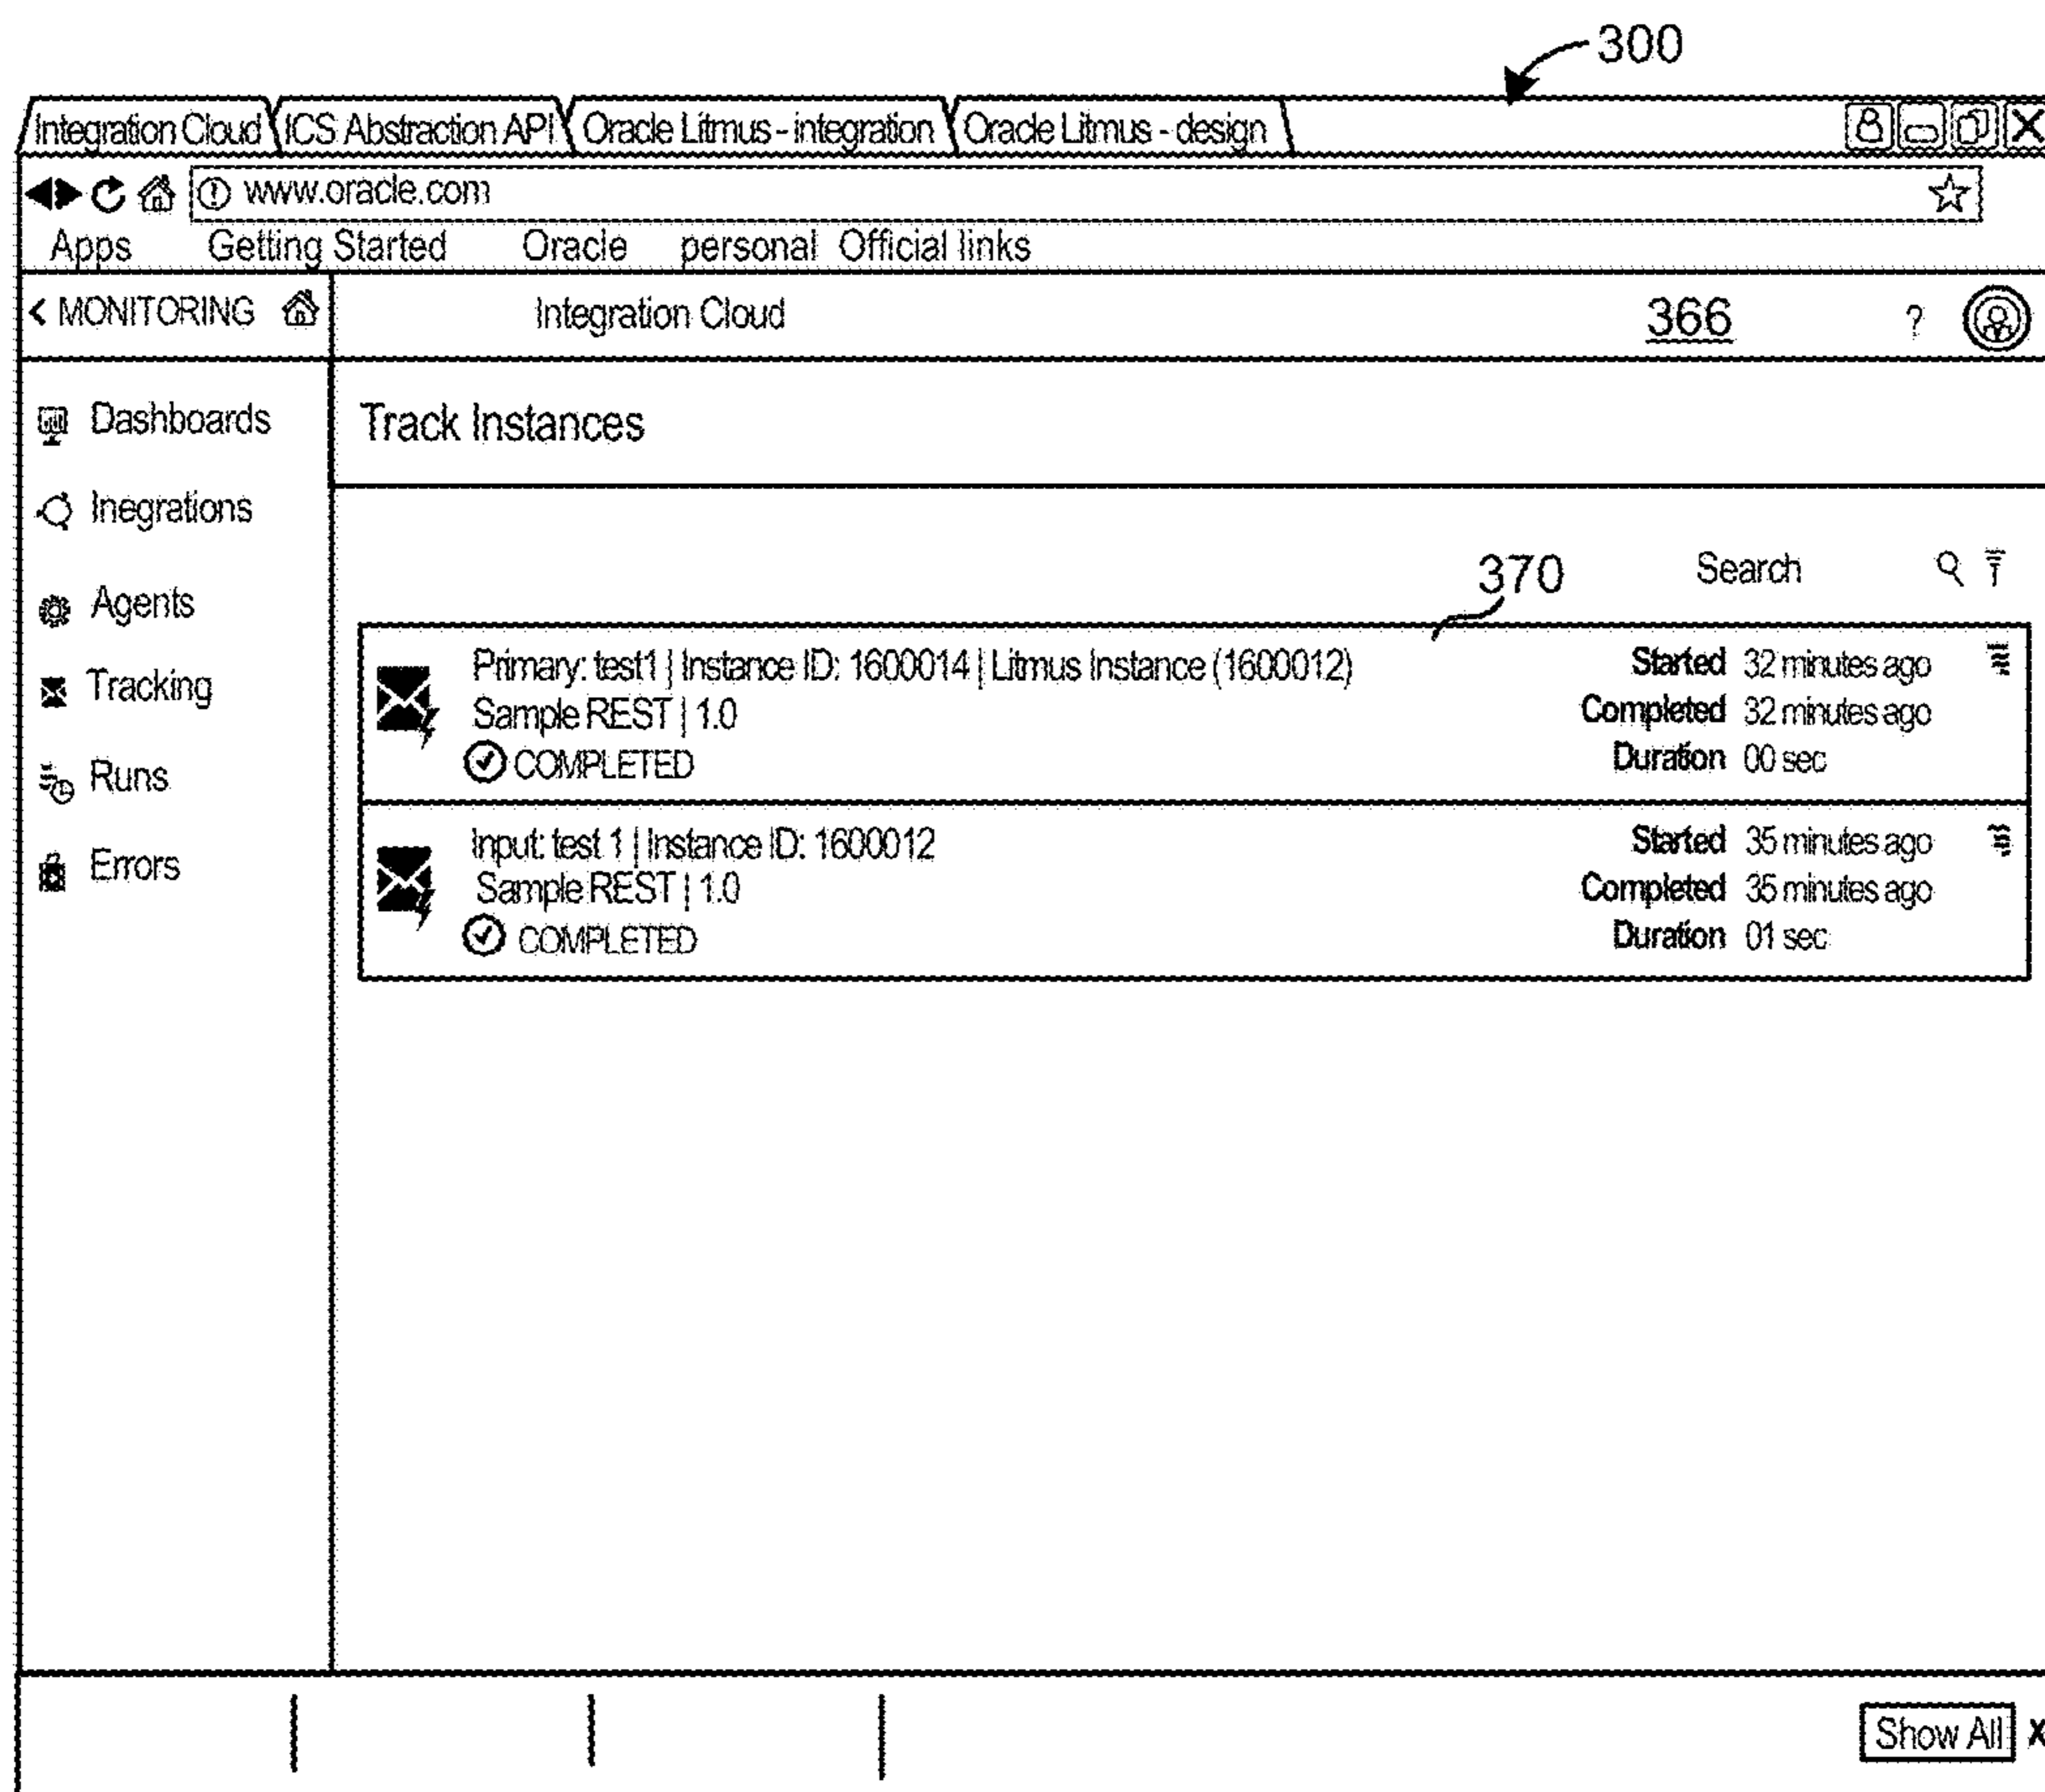 300
Integration Cloud ICS Abstraction API Oracle Litmus - integration Oracle Litmus - design
www.oracle.com
Apps Getting Started Oracle personal Official links
< MONITORING Integration Cloud 366 ?
Dashboards
Track Instances
Inegrations
Agents
Tracking
Runs
Errors
370 Search
Primary: test1 | Instance ID: 1600014 | Litmus Instance (1600012) Started 32 minutes ago
Sample REST | 1.0 Completed 32 minutes ago
COMPLETED Duration 00 sec
Input: test 1 | Instance ID: 1600012 Started 35 minutes ago
Sample REST | 1.0 Completed 35 minutes ago
COMPLETED Duration 01 sec
Show All X